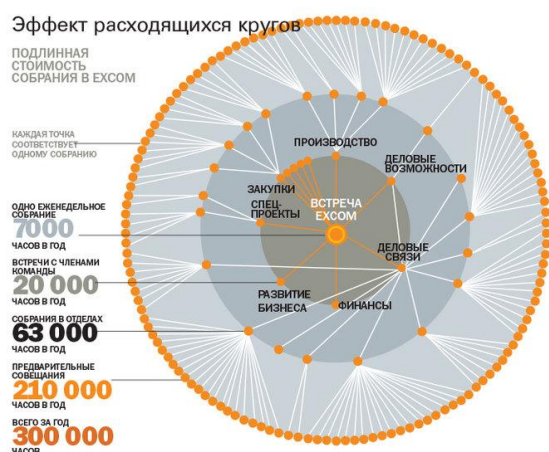 Эффект расходящихся кругов
ПОДЛИННАЯ
СТОИМОСТЬ
СОБРАНИЯ В EXCOM
КАЖДАЯ ТОЧКА
СООТВЕТСТВУЕТ
ОДНОМУ СОБРАНИЮ
ОДНО ЕЖЕНЕДЕЛЬНОЕ
СОБРАНИЕ
7000
ЧАСОВ В ГОД
ВСТРЕЧИ С ЧЛЕНАМИ
КОМАНДЫ
20 000
ЧАСОВ В ГОД
СОБРАНИЯ В ОТДЕЛАХ
63 000
ЧАСОВ В ГОД
ПРЕДВАРИТЕЛЬНЫЕ
СОВЕЩАНИЯ
210 000
ЧАСОВ В ГОД
ВСЕГО ЗА ГОД
300 000
ЧАСОВ
ПРОИЗВОДСТВО
ДЕЛОВЫЕ
ВОЗМОЖНОСТИ
ЗАКУПКИ
СПЕЦ-
ПРОЕКТЫ
ВСТРЕЧА
EXCOM
ДЕЛОВЫЕ
СВЯЗИ
РАЗВИТИЕ
БИЗНЕСА
ФИНАНСЫ